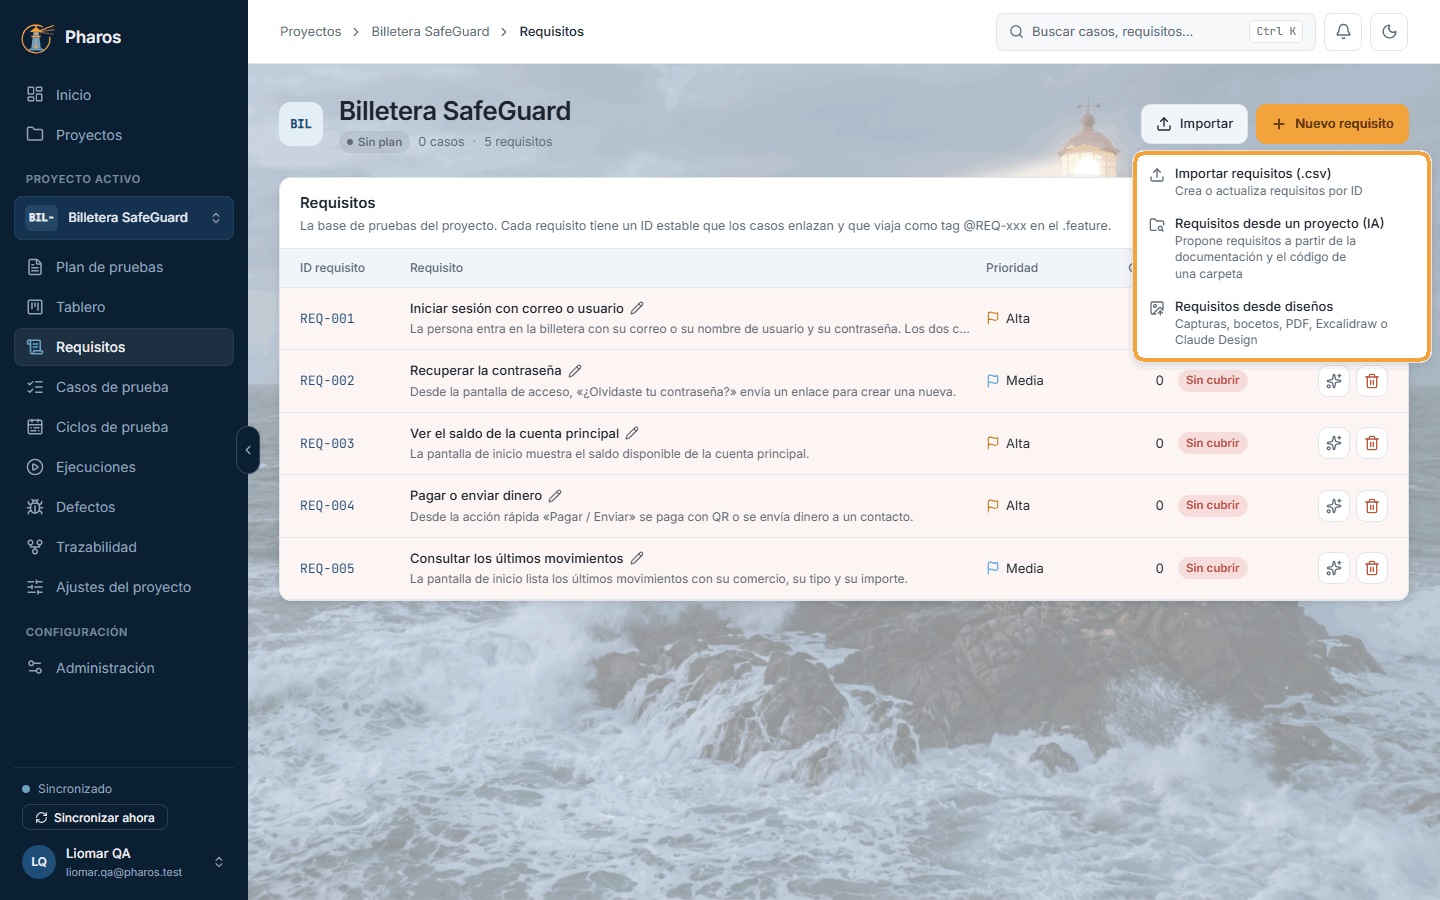 Pharos
Inicio
Proyectos
PROYECTO ACTIVO
BIL- Billetera SafeGuard
Plan de pruebas
Tablero
Requisitos
Casos de prueba
Ciclos de prueba
Ejecuciones
Defectos
Trazabilidad
Ajustes del proyecto
CONFIGURACIÓN
Administración
Sincronizado
Sincronizar ahora
LQ
Liomar QA
liomar.qa@pharos.test
Proyectos > Billetera SafeGuard > Requisitos
Buscar casos, requisitos... Ctrl K
BIL
Billetera SafeGuard
Sin plan 0 casos · 5 requisitos
Importar
+ Nuevo requisito
Importar requisitos (.csv)
Crea o actualiza requisitos por ID
Requisitos desde un proyecto (IA)
Propone requisitos a partir de la
documentación y el código de
una carpeta
Requisitos desde diseños
Capturas, bocetos, PDF, Excalidraw o
Claude Design
Requisitos
La base de pruebas del proyecto. Cada requisito tiene un ID estable que los casos enlazan y que viaja como tag @REQ-xxx en el .feature.
ID requisito Requisito Prioridad
REQ-001 Iniciar sesión con correo o usuario Alta
La persona entra en la billetera con su correo o su nombre de usuario y su contraseña. Los dos c...
REQ-002 Recuperar la contraseña Media 0 Sin cubrir
Desde la pantalla de acceso, «¿Olvidaste tu contraseña?» envía un enlace para crear una nueva.
REQ-003 Ver el saldo de la cuenta principal Alta 0 Sin cubrir
La pantalla de inicio muestra el saldo disponible de la cuenta principal.
REQ-004 Pagar o enviar dinero Alta 0 Sin cubrir
Desde la acción rápida «Pagar / Enviar» se paga con QR o se envía dinero a un contacto.
REQ-005 Consultar los últimos movimientos Media 0 Sin cubrir
La pantalla de inicio lista los últimos movimientos con su comercio, su tipo y su importe.